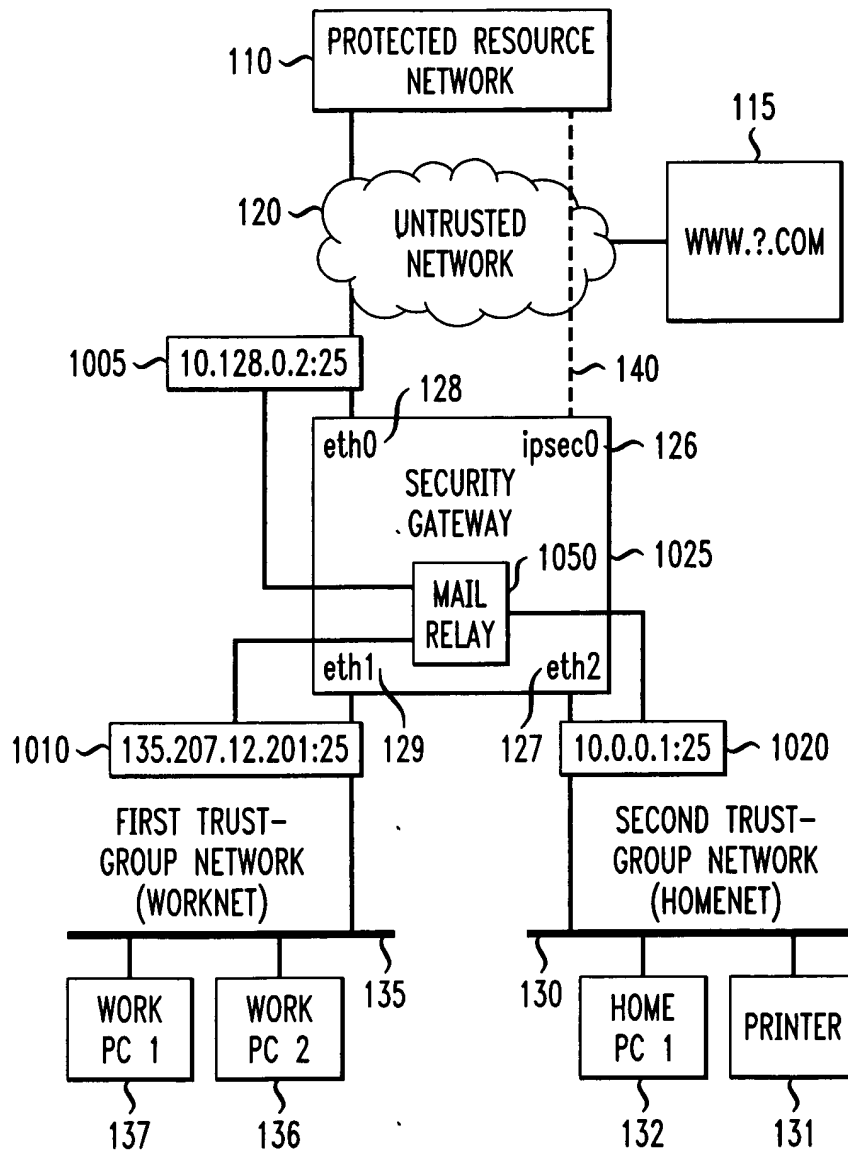 PROTECTED RESOURCE
NETWORK
110
115
WWW.?.COM
120
UNTRUSTED
NETWORK
1005
10.128.0.2:25
140
128
eth0
ipsec0
126
SECURITY
GATEWAY
1050
1025
MAIL
RELAY
eth1
eth2
1010
135.207.12.201:25
129
127
10.0.0.1:25
1020
FIRST TRUST-
GROUP NETWORK
(WORKNET)
SECOND TRUST-
GROUP NETWORK
(HOMENET)
135
130
WORK
PC 1
WORK
PC 2
HOME
PC 1
PRINTER
137
136
132
131